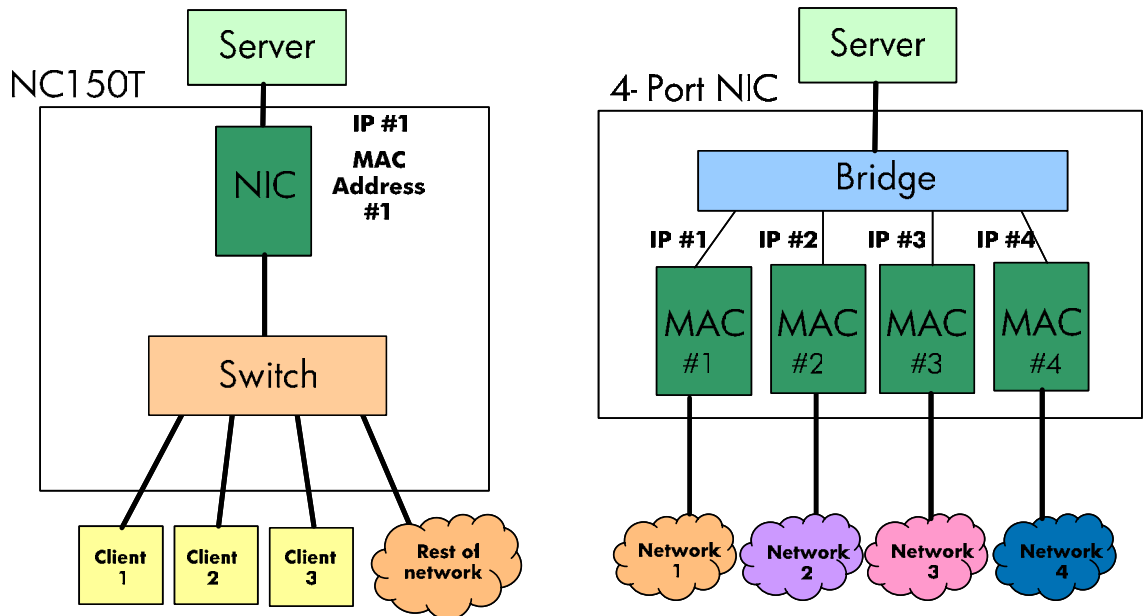 Server
NC150T
IP #1
MAC
Address
#1
NIC
Switch
Client
1
Client
2
Client
3
Rest of
network
Server
4- Port NIC
Bridge
IP #1
IP #2
IP #3
IP #4
MAC
#1
MAC
#2
MAC
#3
MAC
#4
Network
1
Network
2
Network
3
Network
4